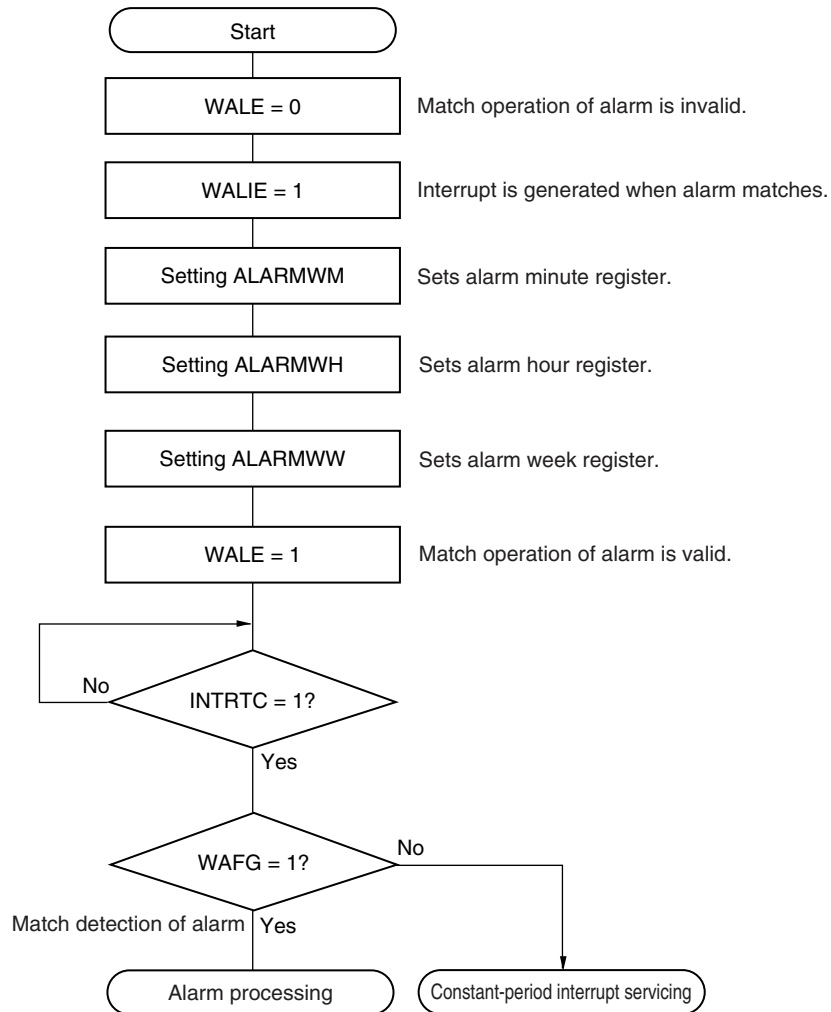 Start
WALE = 0
Match operation of alarm is invalid.
WALIE = 1
Interrupt is generated when alarm matches.
Setting ALARMWM
Sets alarm minute register.
Setting ALARMWH
Sets alarm hour register.
Setting ALARMWW
Sets alarm week register.
WALE = 1
Match operation of alarm is valid.
No
INTRTC = 1?
Yes
WAFG = 1?
No
Match detection of alarm
Yes
Alarm processing
Constant-period interrupt servicing